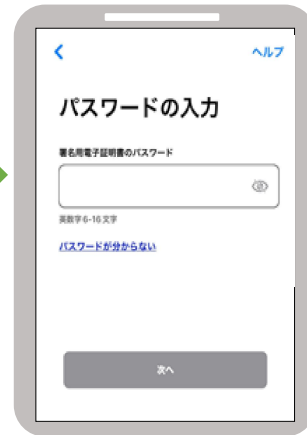 ヘルプ
パスワードの入力
署名用電子証明書のパスワード
英数字6-16文字
パスワードが分からない
次へ